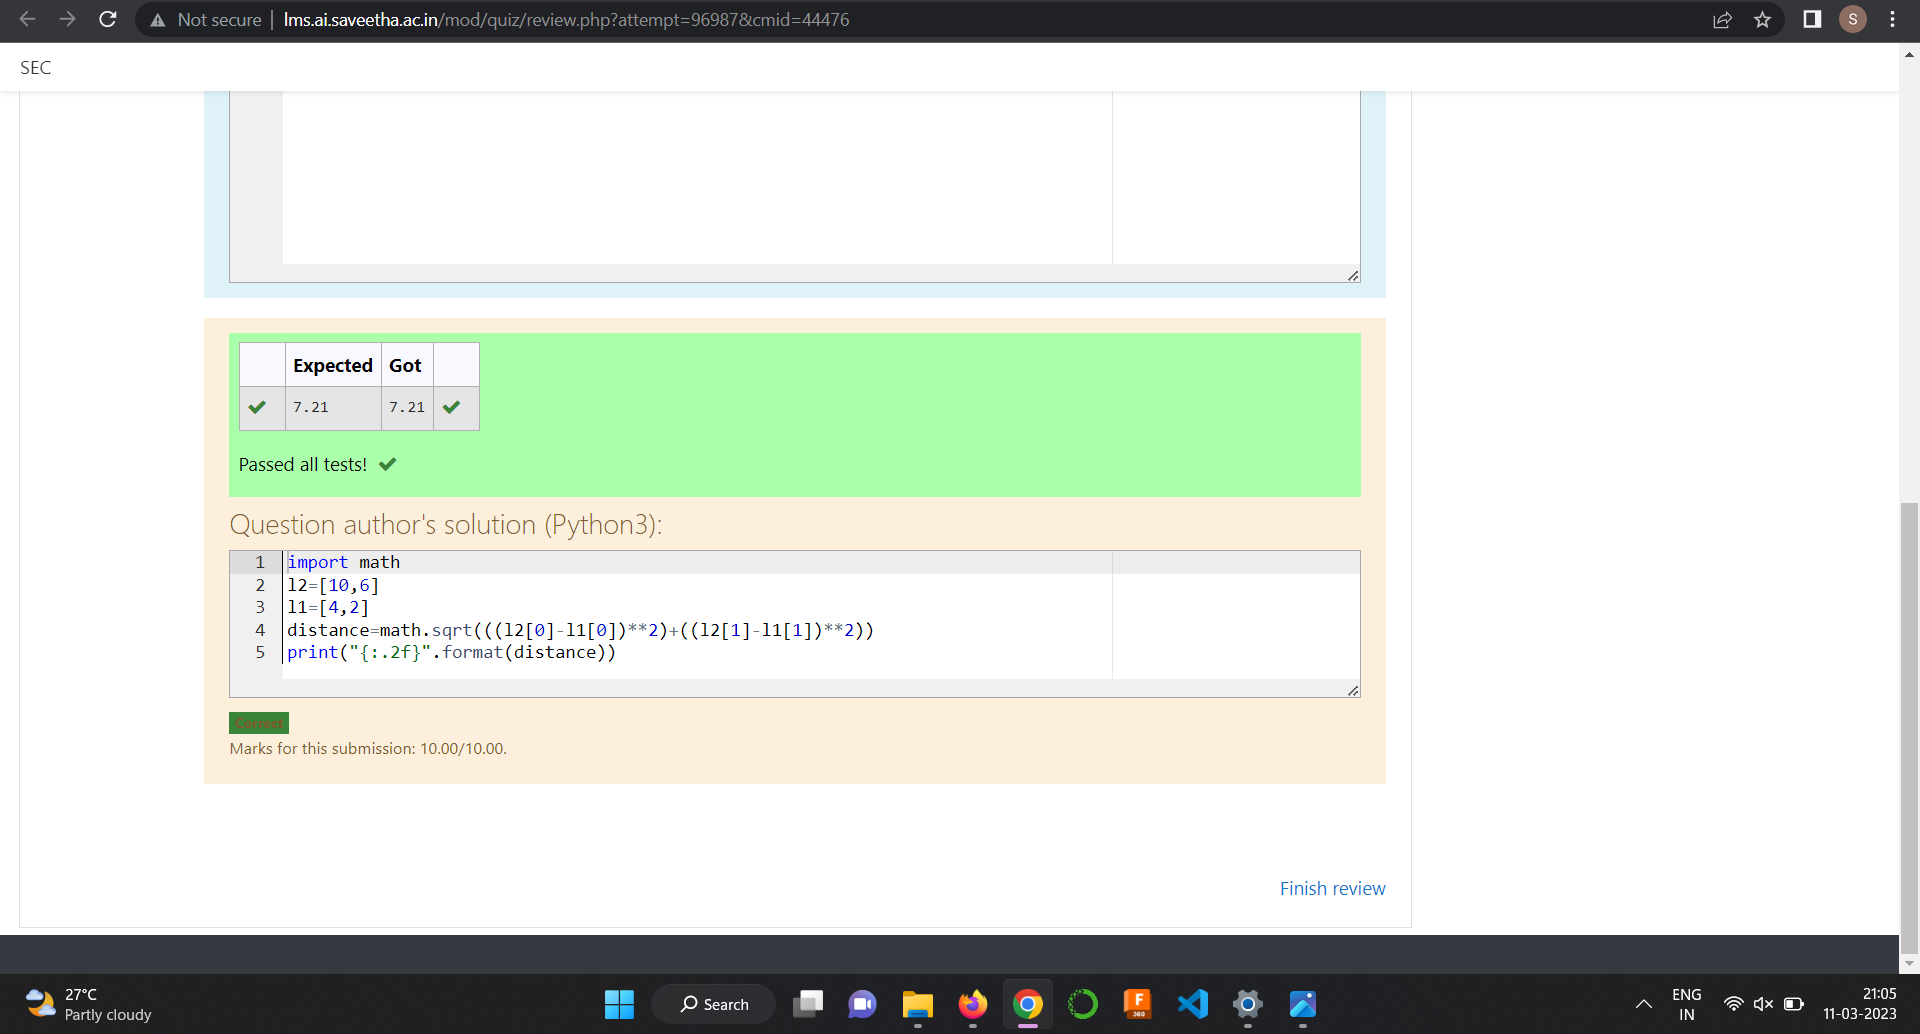 Not secure | lms.ai.saveetha.ac.in/mod/quiz/review.php?attempt=96987&cmid=44476
S
SEC
Expected Got
7.21 7.21
Passed all tests!
Question author's solution (Python3):
1 import math
2 l2=[10,6]
3 l1=[4,2]
4 distance=math.sqrt(((l2[0]-l1[0])**2)+((l2[1]-l1[1])**2))
5 print("{:.2f}".format(distance))
Correct
Marks for this submission: 10.00/10.00.
Finish review
27°C
Partly cloudy
Search
F
360
ENG
IN
21:05
11-03-2023